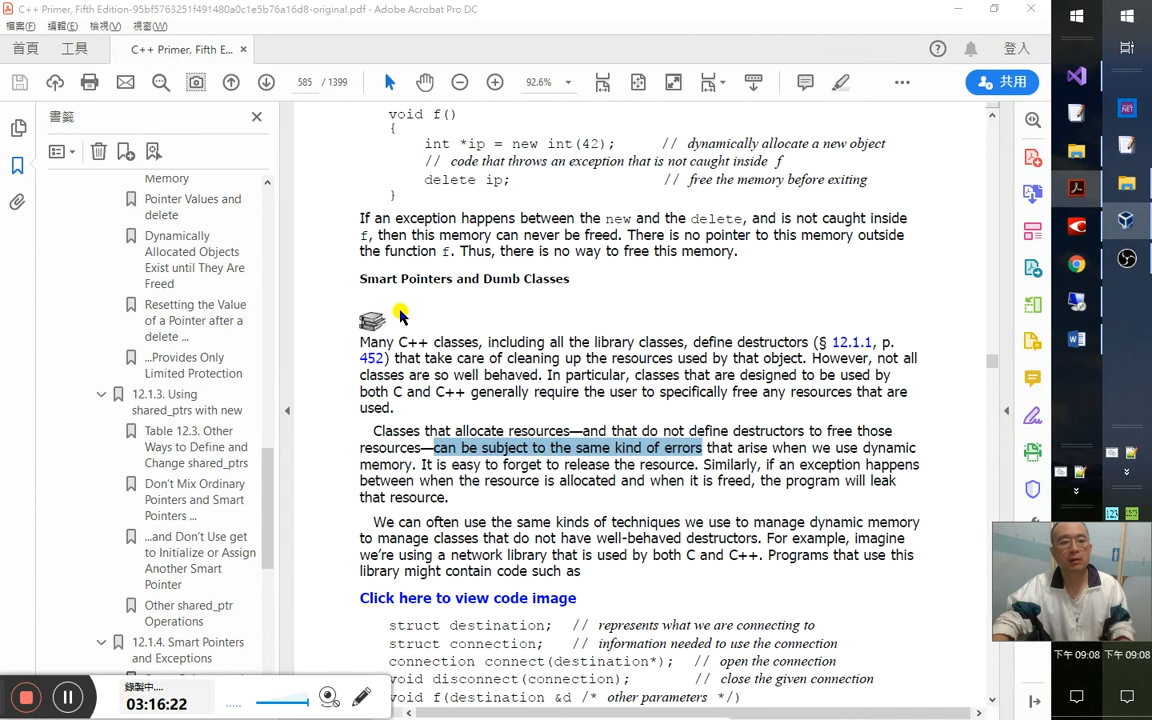 C++ Primer, Fifth Edition-95bf5763251f491480a0c1e5b76a16d8-original.pdf - Adobe Acrobat Pro DC
檔案(F) 編輯(E) 檢視(V) 視窗(W) 說明(H)
首頁 工具 C++ Primer, Fifth E... × 登入
585 / 1399 92.6% 共用
書籤
Memory
Pointer Values and
delete
Dynamically
Allocated Objects
Exist until They Are
Freed
Resetting the Value
of a Pointer after a
delete ...
...Provides Only
Limited Protection
12.1.3. Using
shared_ptrs with new
Table 12.3. Other
Ways to Define and
Change shared_ptrs
Don't Mix Ordinary
Pointers and Smart
Pointers ...
...and Don't Use get
to Initialize or Assign
Another Smart
Pointer
Other shared_ptr
Operations
12.1.4. Smart Pointers
and Exceptions
void f()
{
int *ip = new int(42); // dynamically allocate a new object
// code that throws an exception that is not caught inside f
delete ip; // free the memory before exiting
}
If an exception happens between the new and the delete, and is not caught inside
f, then this memory can never be freed. There is no pointer to this memory outside
the function f. Thus, there is no way to free this memory.
Smart Pointers and Dumb Classes
Many C++ classes, including all the library classes, define destructors (§ 12.1.1, p.
452) that take care of cleaning up the resources used by that object. However, not all
classes are so well behaved. In particular, classes that are designed to be used by
both C and C++ generally require the user to specifically free any resources that are
used.
Classes that allocate resources—and that do not define destructors to free those
resources—can be subject to the same kind of errors that arise when we use dynamic
memory. It is easy to forget to release the resource. Similarly, if an exception happens
between when the resource is allocated and when it is freed, the program will leak
that resource.
We can often use the same kinds of techniques we use to manage dynamic memory
to manage classes that do not have well-behaved destructors. For example, imagine
we're using a network library that is used by both C and C++. Programs that use this
library might contain code such as
Click here to view code image
struct destination; // represents what we are connecting to
struct connection; // information needed to use the connection
connection connect(destination*); // open the connection
void disconnect(connection); // close the given connection
void f(destination &d /* other parameters */)
錄製中....
03:16:22
下午 09:08 下午 09:08